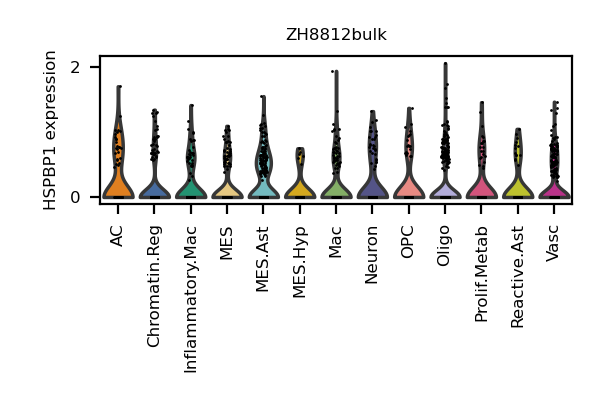 ZH8812bulk
HSPBP1 expression
2
0
AC
Chromatin.Reg
Inflammatory.Mac
MES
MES.Ast
MES.Hyp
Mac
Neuron
OPC
Oligo
Prolif.Metab
Reactive.Ast
Vasc